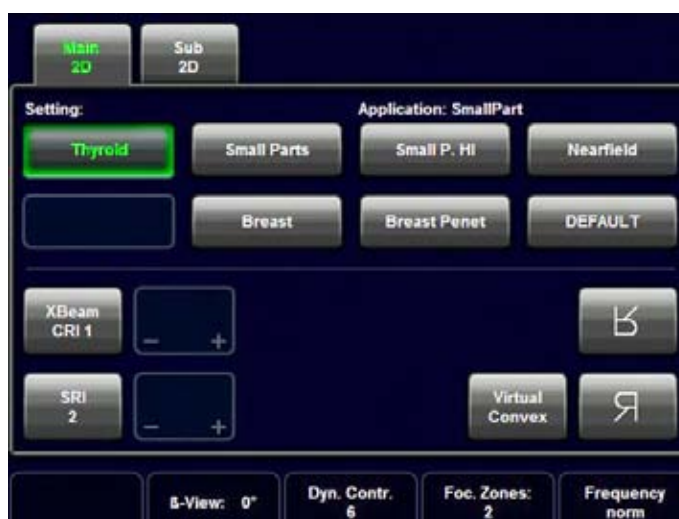 Main Sub
2D 2D
Setting: Application: SmallPart
Thyroid Small Parts Small P. HI Nearfield
Breast Breast Penet DEFAULT
XBeam
CRI 1
- +
SRI
2
- +
Virtual
Convex
R
R
ß-View: 0°
Dyn. Contr.
6
Foc. Zones:
2
Frequency
norm